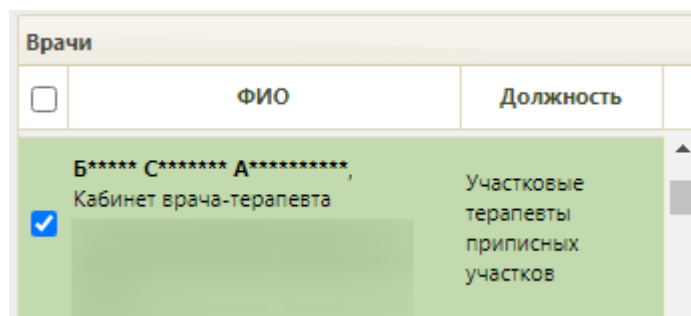 Врачи
ФИО
Должность
Б***** С******* А**********,
Кабинет врача-терапевта
Участковые
терапевты
приписных
участков